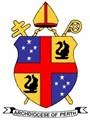 ARCHDIOCESE OF PERTH